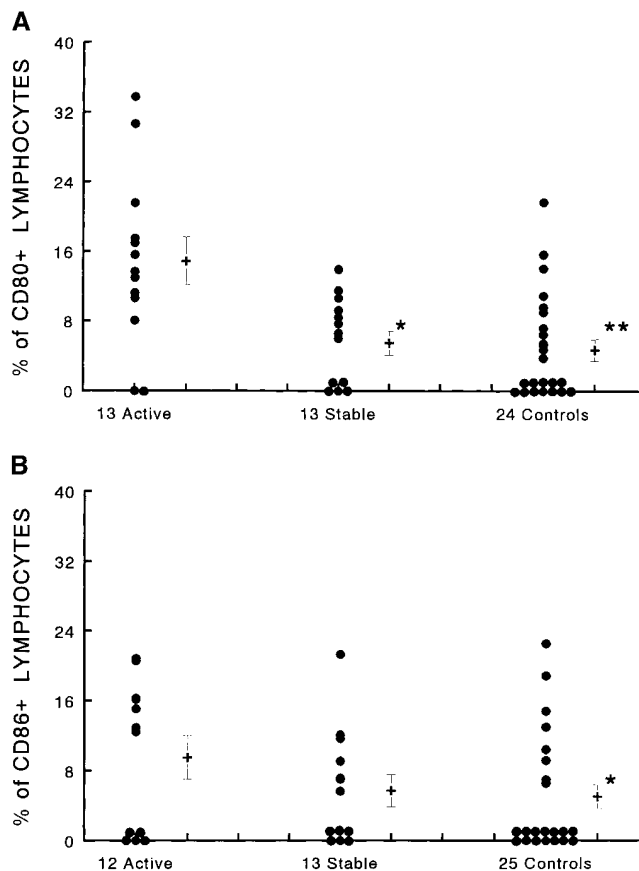 A
% of CD80+ LYMPHOCYTES
40
32
24
16
8
0
*
**
13 Active 13 Stable 24 Controls
B
% of CD86+ LYMPHOCYTES
40
32
24
16
8
0
*
12 Active 13 Stable 25 Controls